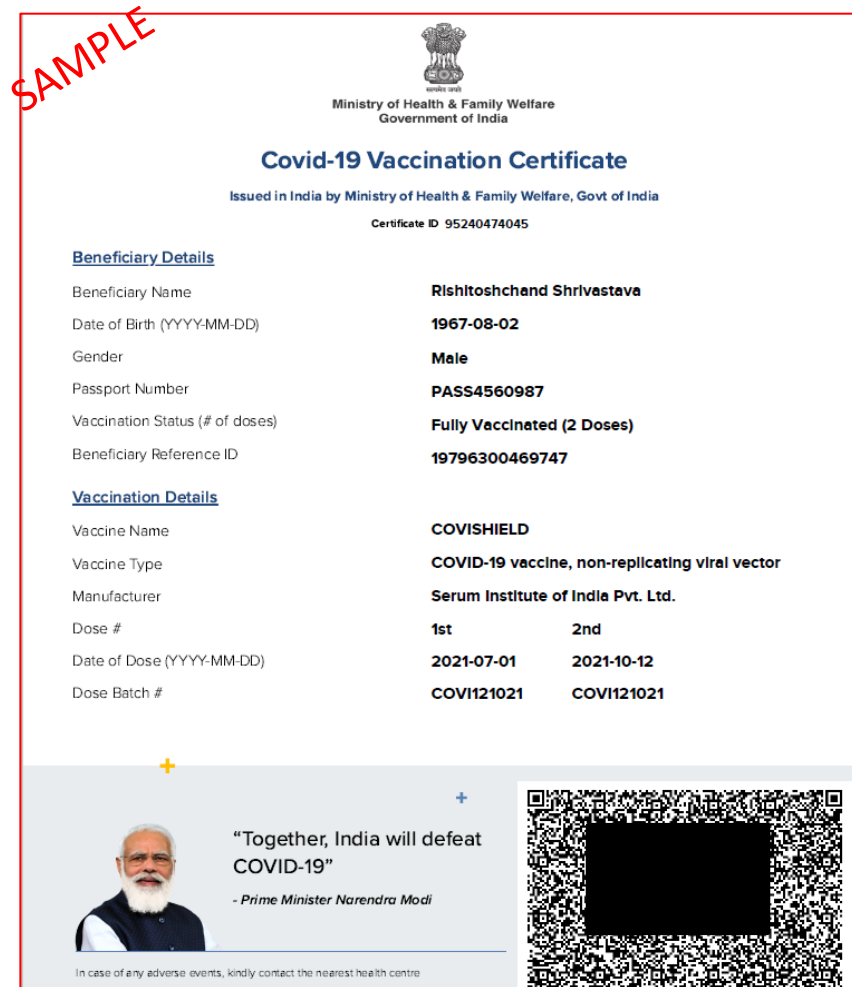 SAMPLE
सत्यमेव जयते
Ministry of Health & Family Welfare
Government of India
Covid-19 Vaccination Certificate
Issued in India by Ministry of Health & Family Welfare, Govt of India
Certificate ID 95240474045
Beneficiary Details
Beneficiary Name Rishitoshchand Shrivastava
Date of Birth (YYYY-MM-DD) 1967-08-02
Gender Male
Passport Number PASS4560987
Vaccination Status (# of doses) Fully Vaccinated (2 Doses)
Beneficiary Reference ID 19796300469747
Vaccination Details
Vaccine Name COVISHIELD
Vaccine Type COVID-19 vaccine, non-replicating viral vector
Manufacturer Serum Institute of India Pvt. Ltd.
Dose # 1st 2nd
Date of Dose (YYYY-MM-DD) 2021-07-01 2021-10-12
Dose Batch # COVI121021 COVI121021
“Together, India will defeat
COVID-19”
- Prime Minister Narendra Modi
In case of any adverse events, kindly contact the nearest health centre